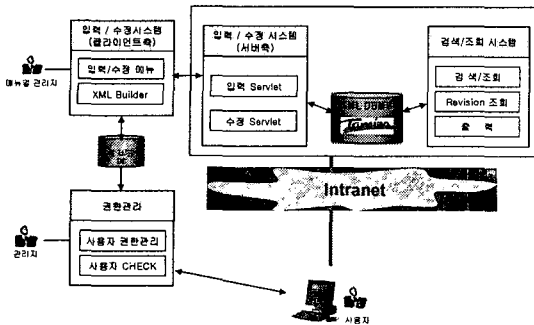 입력 / 수정시스템
(클라이언트측)
입력/수정 메뉴
XML Builder
매뉴얼 관리자
입력 / 수정 시스템
(서버측)
입력 Servlet
수정 Servlet
XML DBMS
Tamino
검색/조회 시스템
검 색/조회
Revision 조회
출 력
Intranet
권한관리
사용자 권한관리
사용자 CHECK
관리자
사용자